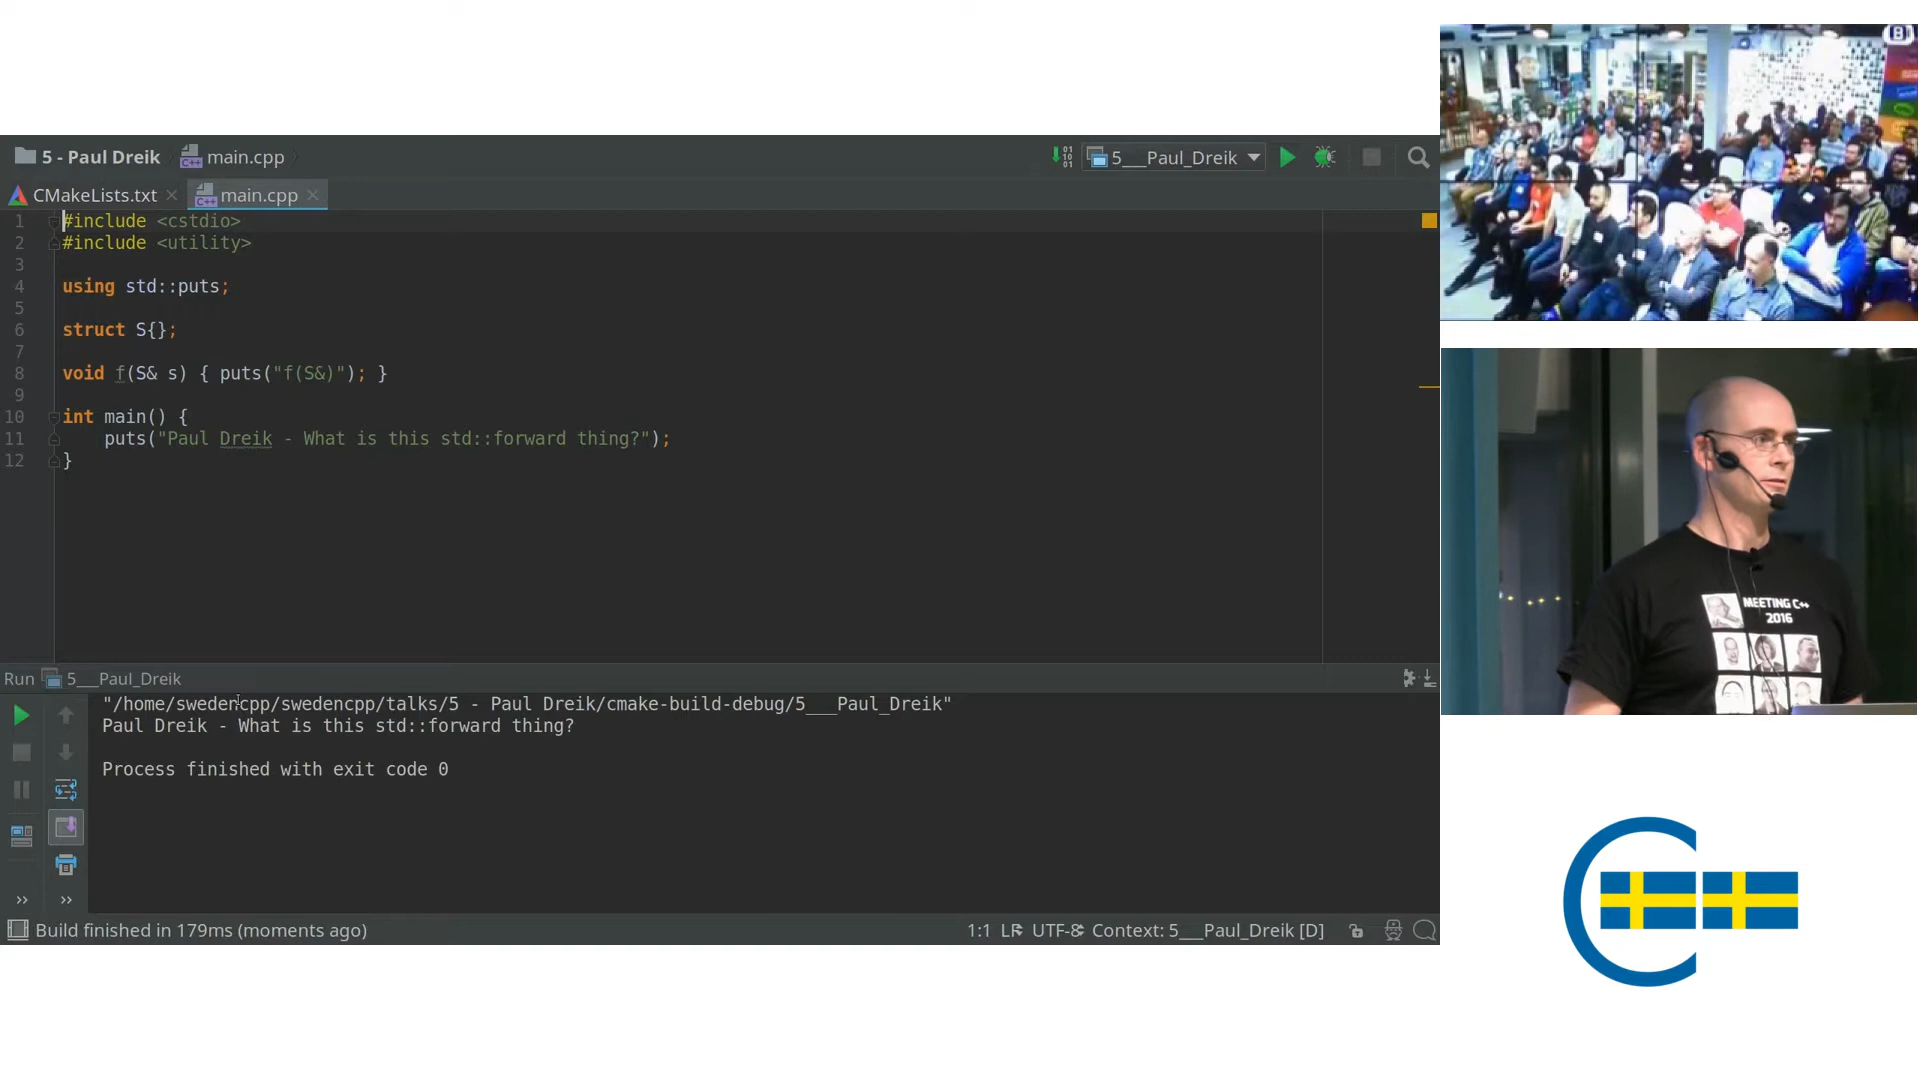 5 - Paul Dreik
main.cpp
5___Paul_Dreik
CMakeLists.txt
main.cpp
1 #include <cstdio>
2 #include <utility>
3
4 using std::puts;
5
6 struct S{};
7
8 void f(S& s) { puts("f(S&)"); }
9
10 int main() {
11 puts("Paul Dreik - What is this std::forward thing?");
12 }
Run 5___Paul_Dreik
"/home/swedencpp/swedencpp/talks/5 - Paul Dreik/cmake-build-debug/5___Paul_Dreik"
Paul Dreik - What is this std::forward thing?
Process finished with exit code 0
Build finished in 179ms (moments ago)
1:1 LF UTF-8 Context: 5___Paul_Dreik [D]
MEETING C++
2016